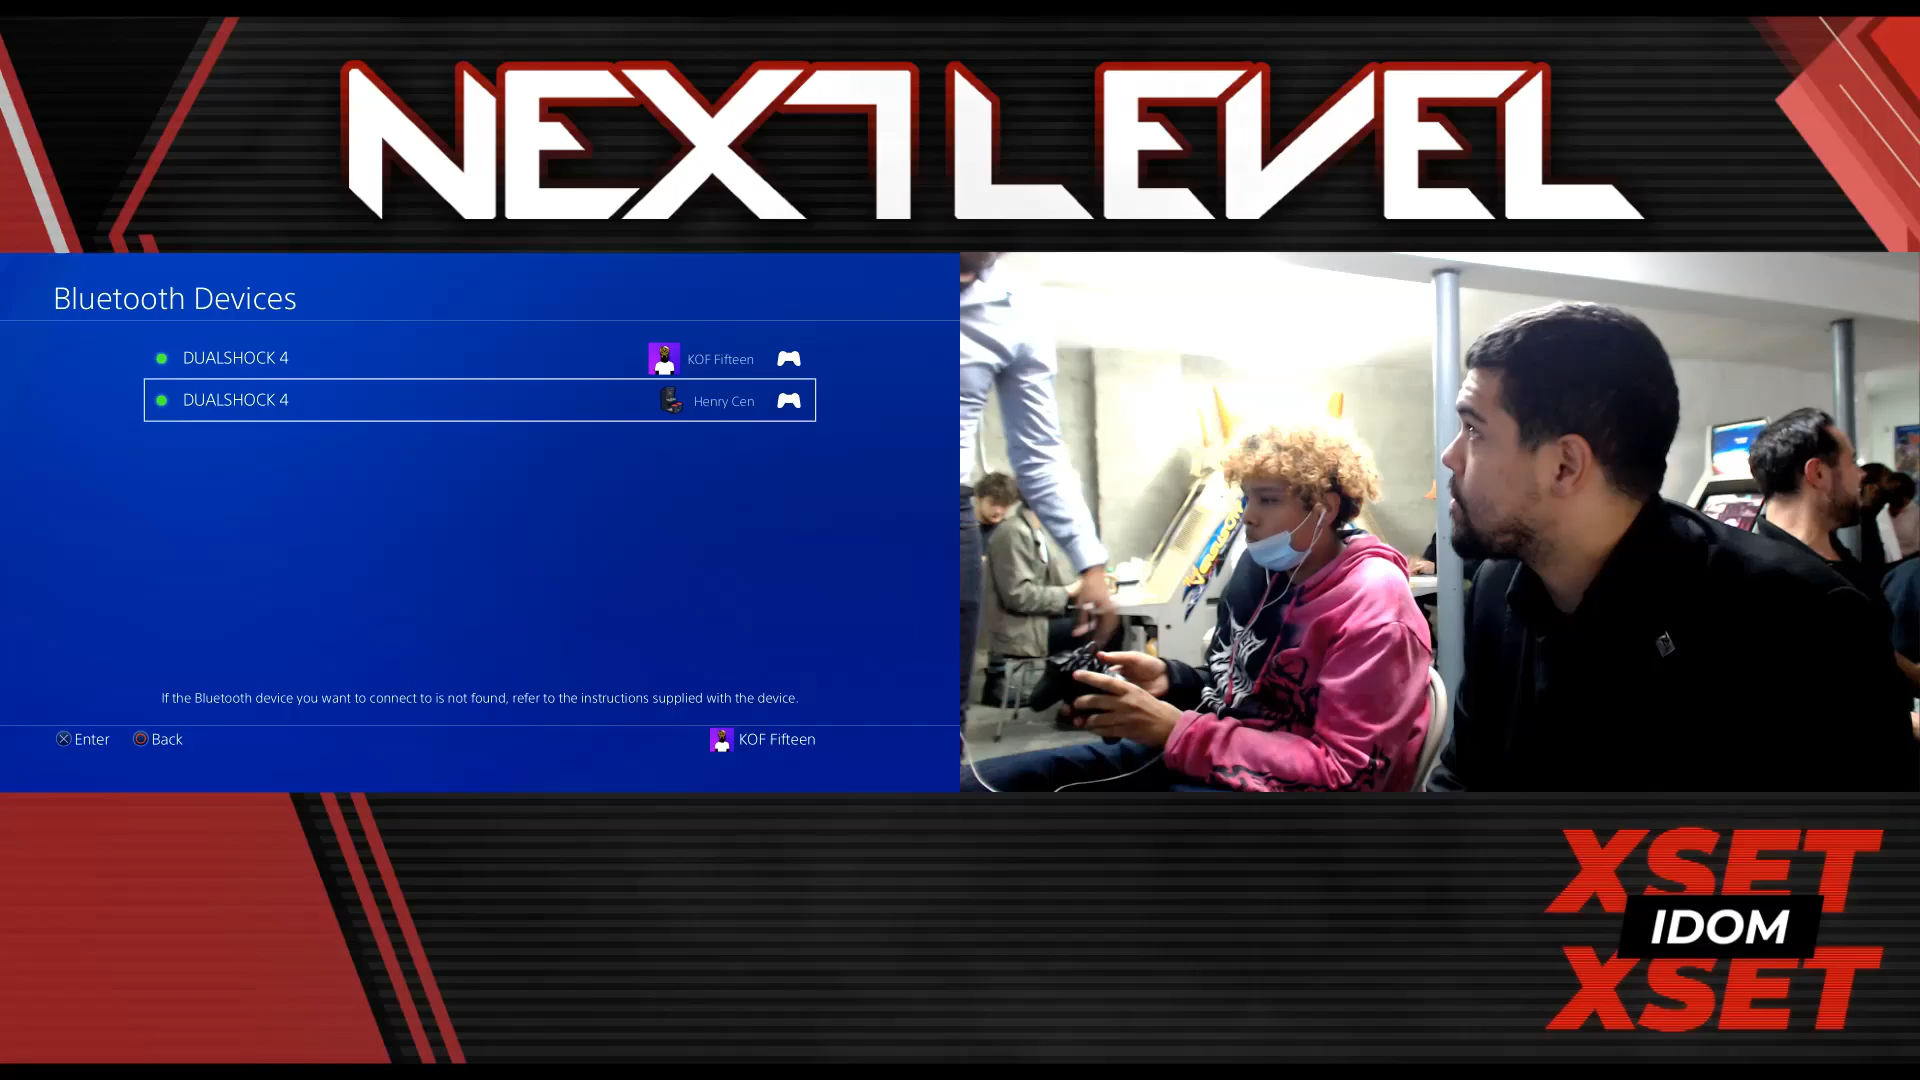 NEXT LEVEL
Bluetooth Devices
DUALSHOCK 4
KOF Fifteen
DUALSHOCK 4
Henry Cen
If the Bluetooth device you want to connect to is not found, refer to the instructions supplied with the device.
Enter
Back
KOF Fifteen
XSET
IDOM
XSET